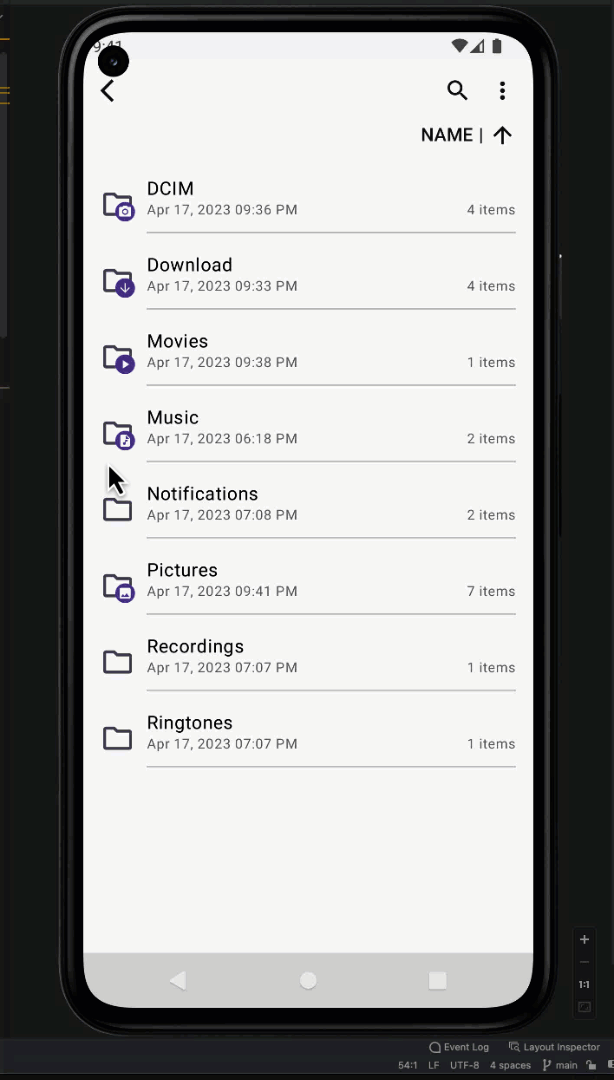 9:41
NAME |
DCIM
Apr 17, 2023 09:36 PM 4 items
Download
Apr 17, 2023 09:33 PM 4 items
Movies
Apr 17, 2023 09:38 PM 1 items
Music
Apr 17, 2023 06:18 PM 2 items
Notifications
Apr 17, 2023 07:08 PM 2 items
Pictures
Apr 17, 2023 09:41 PM 7 items
Recordings
Apr 17, 2023 07:07 PM 1 items
Ringtones
Apr 17, 2023 07:07 PM 1 items
1:1
Event Log Layout Inspector
54:1 LF UTF-8 4 spaces main